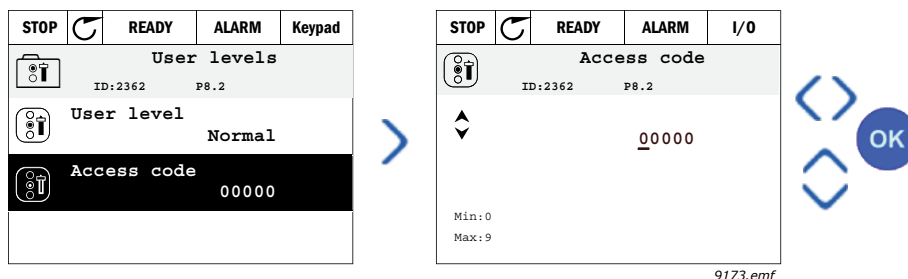 STOP READY ALARM Keypad
User levels
ID:2362 P8.2
User level
Normal
Access code
00000
STOP READY ALARM I/O
Access code
ID:2362 P8.2
00000
Min:0
Max:9
OK
9173.emf